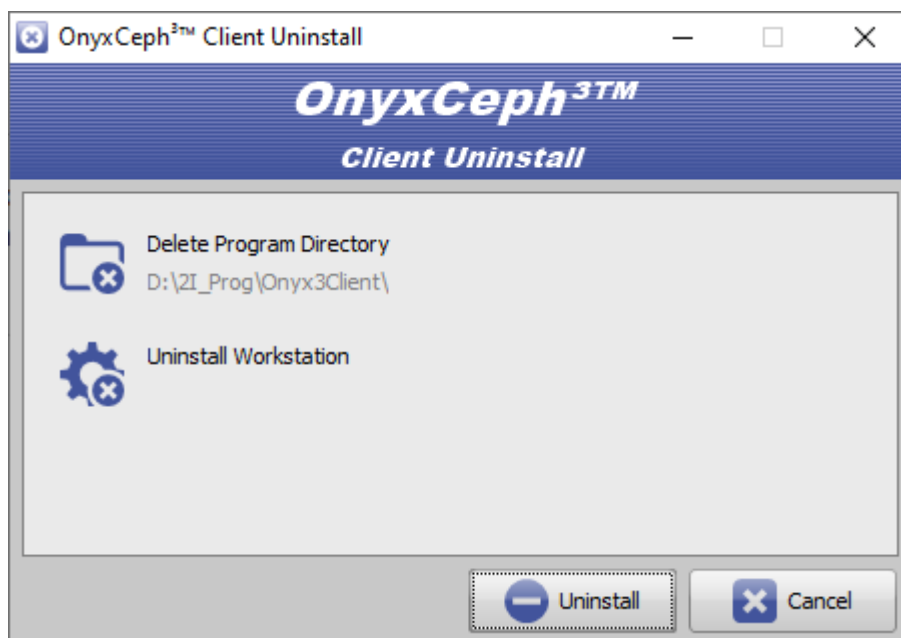 OnyxCeph³™ Client Uninstall
OnyxCeph³™
Client Uninstall
Delete Program Directory
D:\2I_Prog\Onyx3Client\
Uninstall Workstation
Uninstall
Cancel